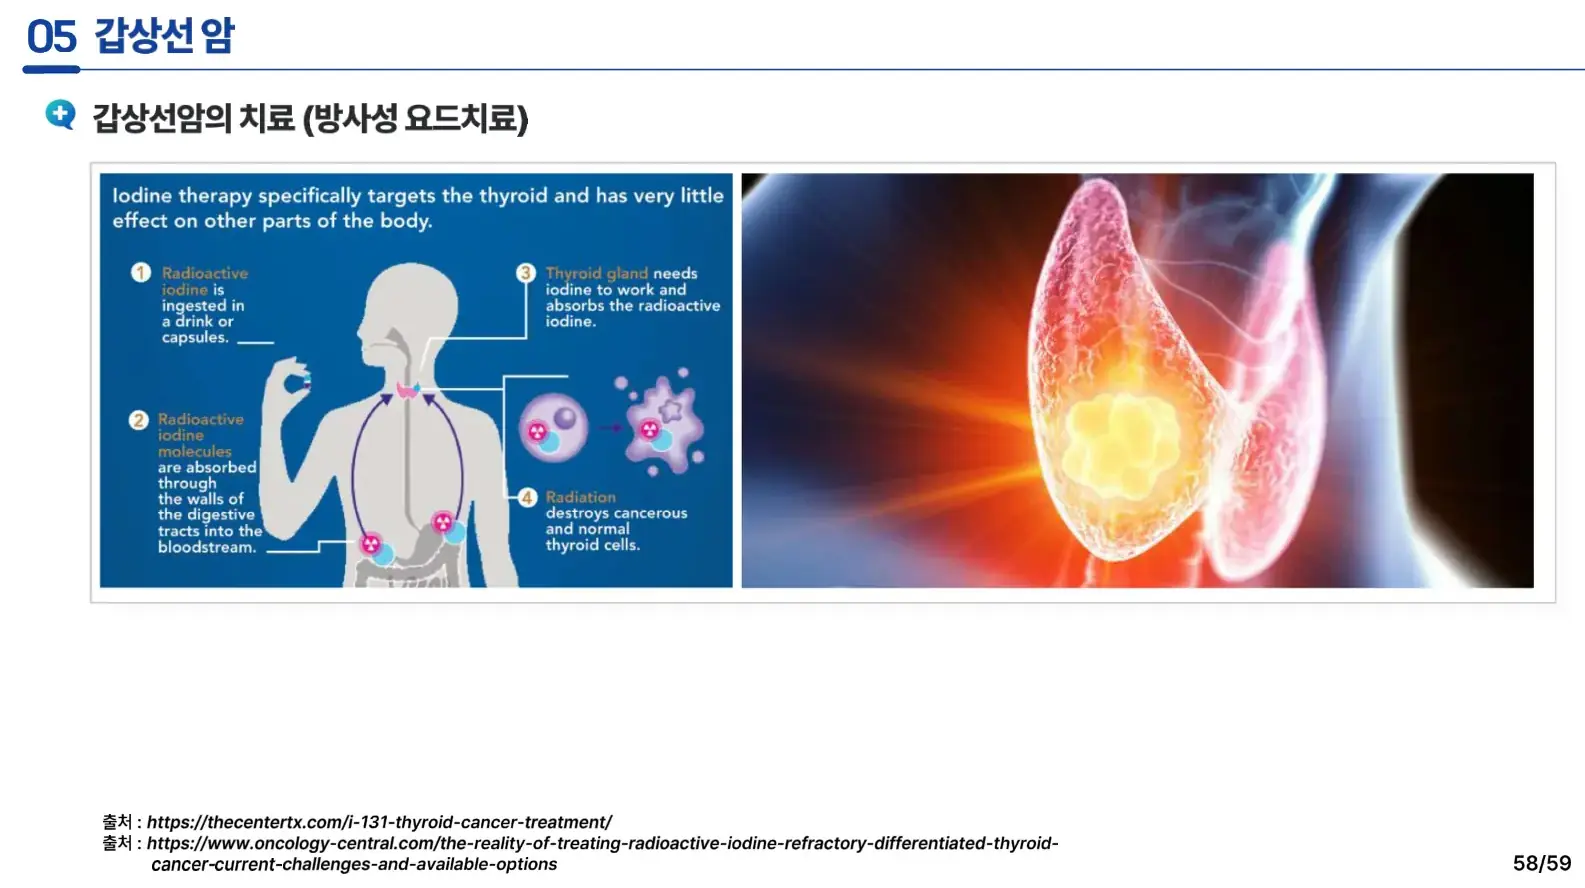 05 갑상선 암
갑상선암의 치료 (방사성 요드치료)
Iodine therapy specifically targets the thyroid and has very little
effect on other parts of the body.
1 Radioactive
iodine is
ingested in
a drink or
capsules.
2 Radioactive
iodine
molecules
are absorbed
through
the walls of
the digestive
tracts into the
bloodstream.
3 Thyroid gland needs
iodine to work and
absorbs the radioactive
iodine.
4 Radiation
destroys cancerous
and normal
thyroid cells.
출처 : https://thecentertx.com/i-131-thyroid-cancer-treatment/
출처 : https://www.oncology-central.com/the-reality-of-treating-radioactive-iodine-refractory-differentiated-thyroid-
cancer-current-challenges-and-available-options
58/59